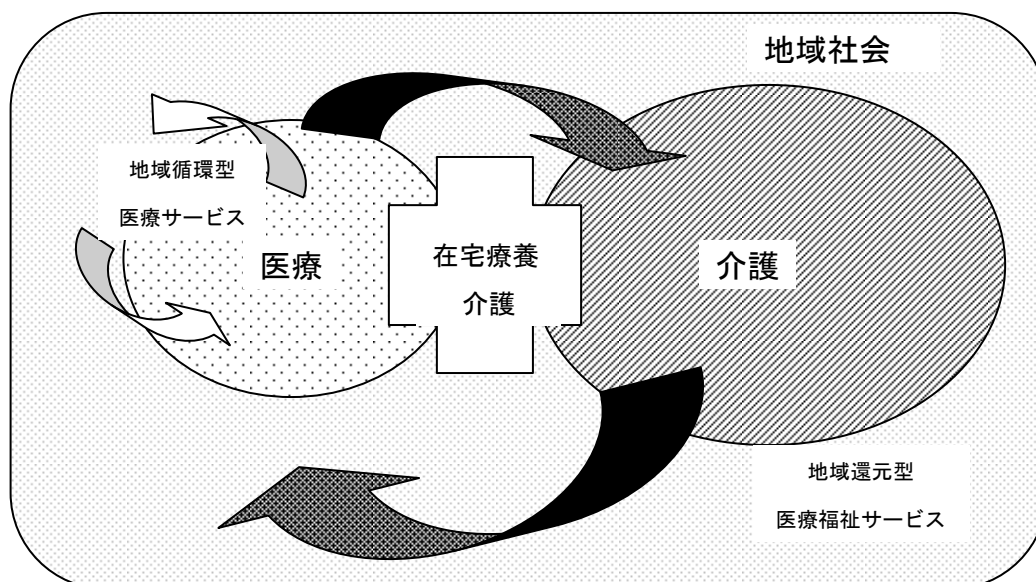 地域社会
地域循環型
医療サービス
医療
在宅療養
介護
介護
地域還元型
医療福祉サービス